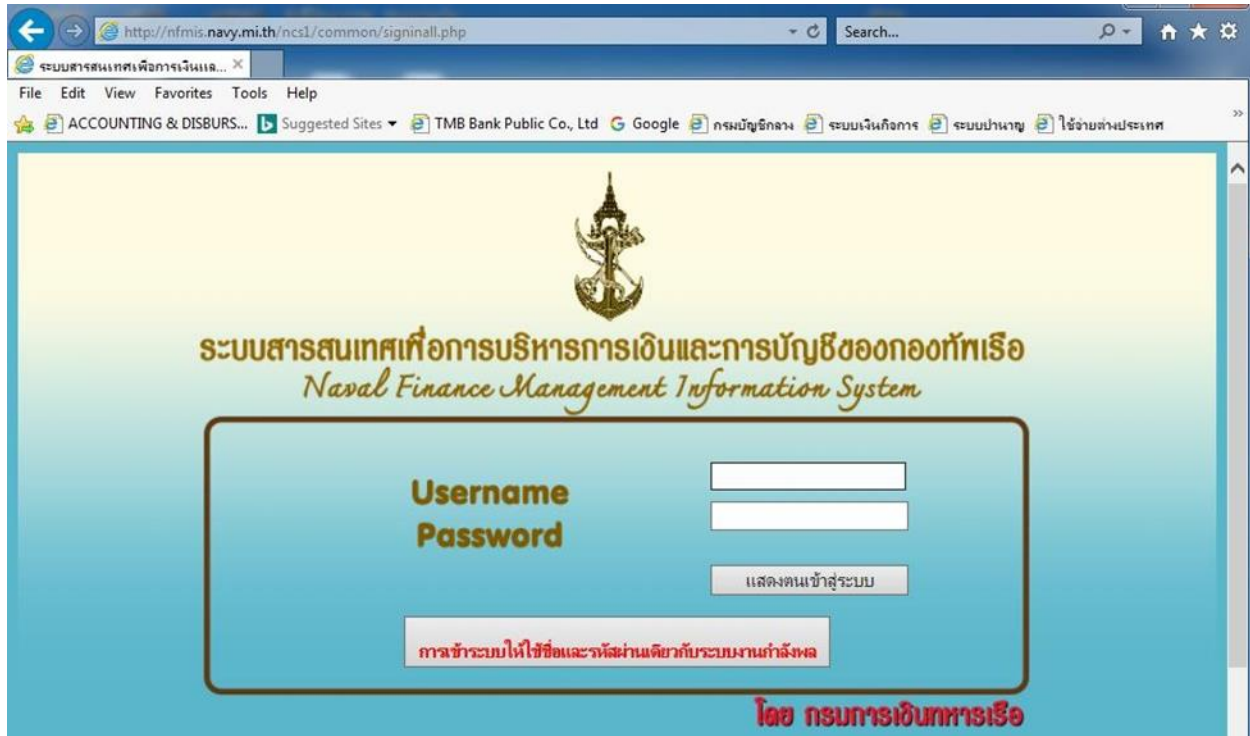 http://nfmis.navy.mi.th/ncs1/common/signinall.php
Search...
ระบบสารสนเทศเพื่อการเงินแล...
File Edit View Favorites Tools Help
ACCOUNTING & DISBURS... Suggested Sites TMB Bank Public Co., Ltd Google กรมบัญชีกลาง ระบบเงินกิจการ ระบบบำนาญ ใช้จ่ายต่างประเทศ
ระบบสารสนเทศเพื่อการบริหารการเงินและการบัญชีของกองทัพเรือ
Naval Finance Management Information System
Username
Password
แสดงตนเข้าสู่ระบบ
การเข้าระบบให้ใช้ชื่อและรหัสผ่านเดียวกับระบบงานกำลังพล
โดย กรมการเงินทหารเรือ